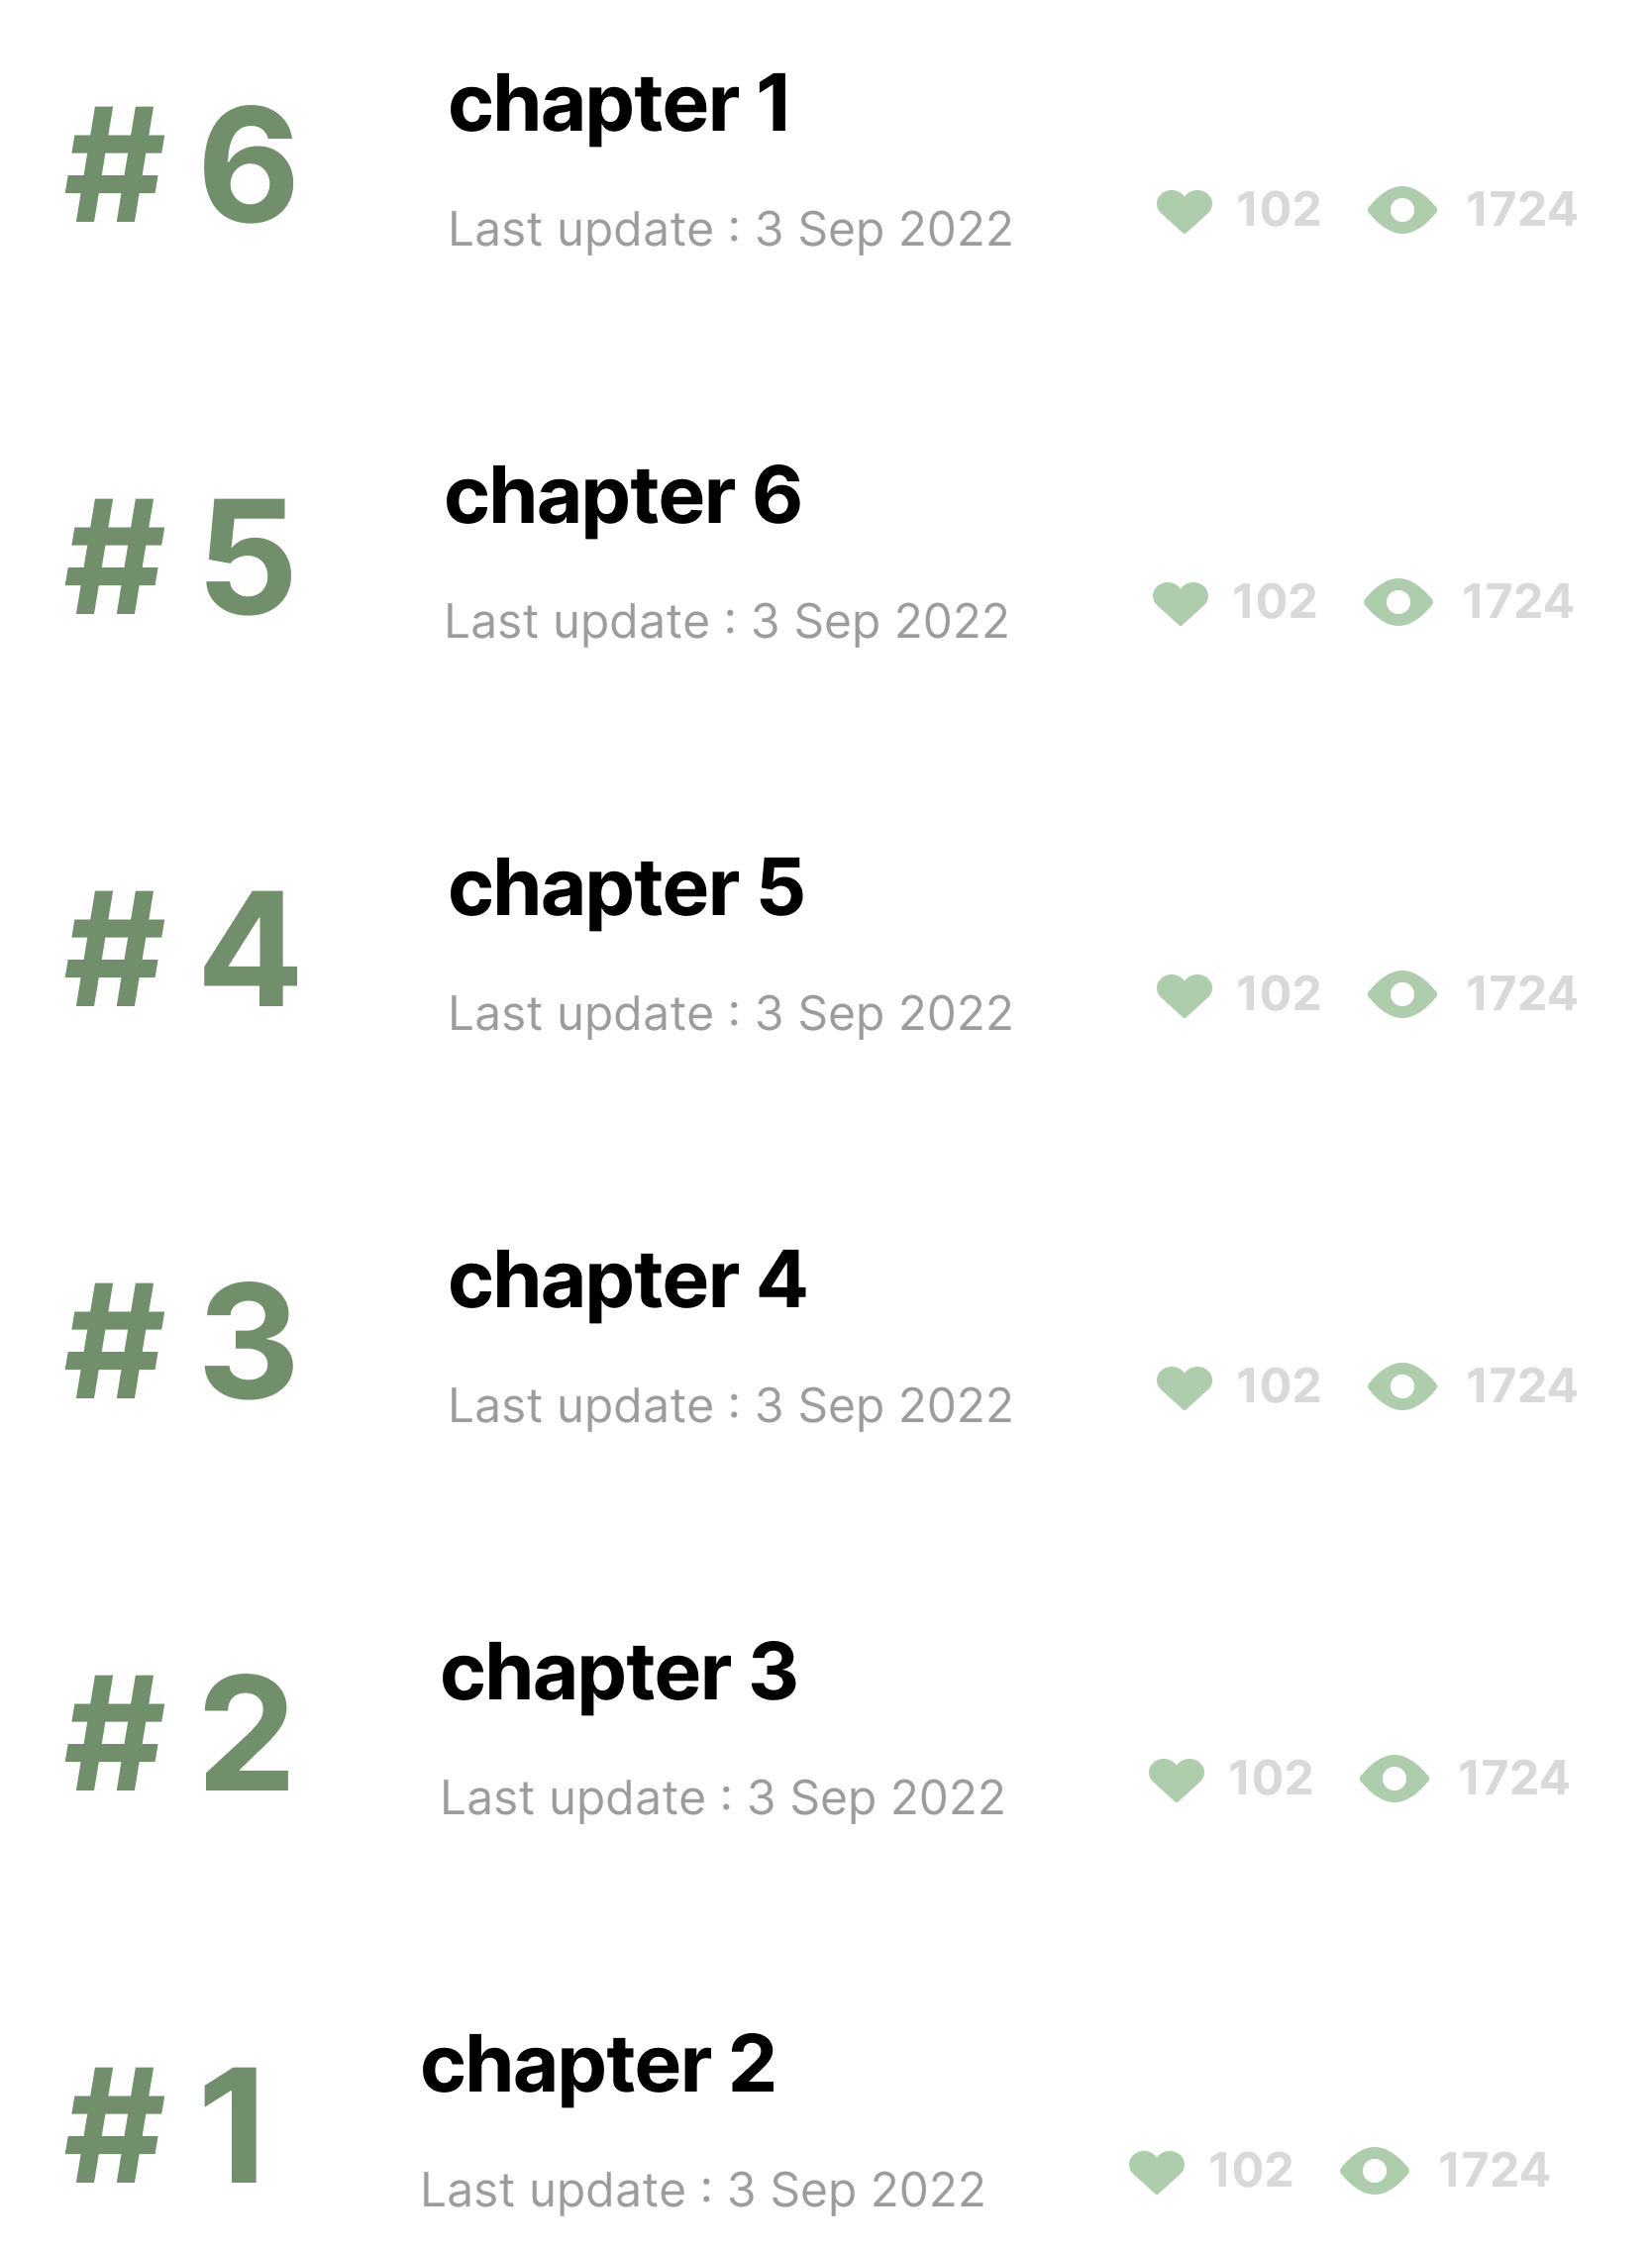 # 6
chapter 1
Last update : 3 Sep 2022
102 1724
# 5
chapter 6
Last update : 3 Sep 2022
102 1724
# 4
chapter 5
Last update : 3 Sep 2022
102 1724
# 3
chapter 4
Last update : 3 Sep 2022
102 1724
# 2
chapter 3
Last update : 3 Sep 2022
102 1724
# 1
chapter 2
Last update : 3 Sep 2022
102 1724